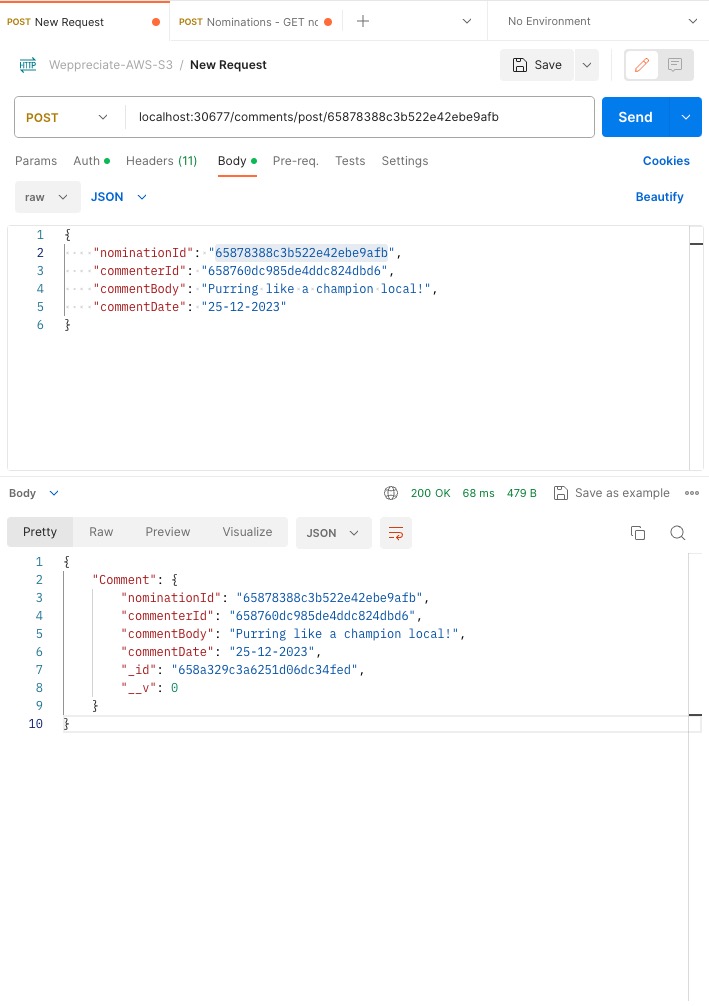 POST New Request
POST Nominations - GET no
No Environment
HTTP Weppreciate-AWS-S3 / New Request
Save
POST
localhost:30677/comments/post/65878388c3b522e42ebe9afb
Send
Params Auth Headers (11) Body Pre-req. Tests Settings Cookies
raw JSON Beautify
1 {
2 "nominationId": "65878388c3b522e42ebe9afb",
3 "commenterId": "658760dc985de4ddc824dbd6",
4 "commentBody": "Purring like a champion local!",
5 "commentDate": "25-12-2023"
6 }
Body 200 OK 68 ms 479 B Save as example
Pretty Raw Preview Visualize JSON
1 {
2 "Comment": {
3 "nominationId": "65878388c3b522e42ebe9afb",
4 "commenterId": "658760dc985de4ddc824dbd6",
5 "commentBody": "Purring like a champion local!",
6 "commentDate": "25-12-2023",
7 "_id": "658a329c3a6251d06dc34fed",
8 "__v": 0
9 }
10 }